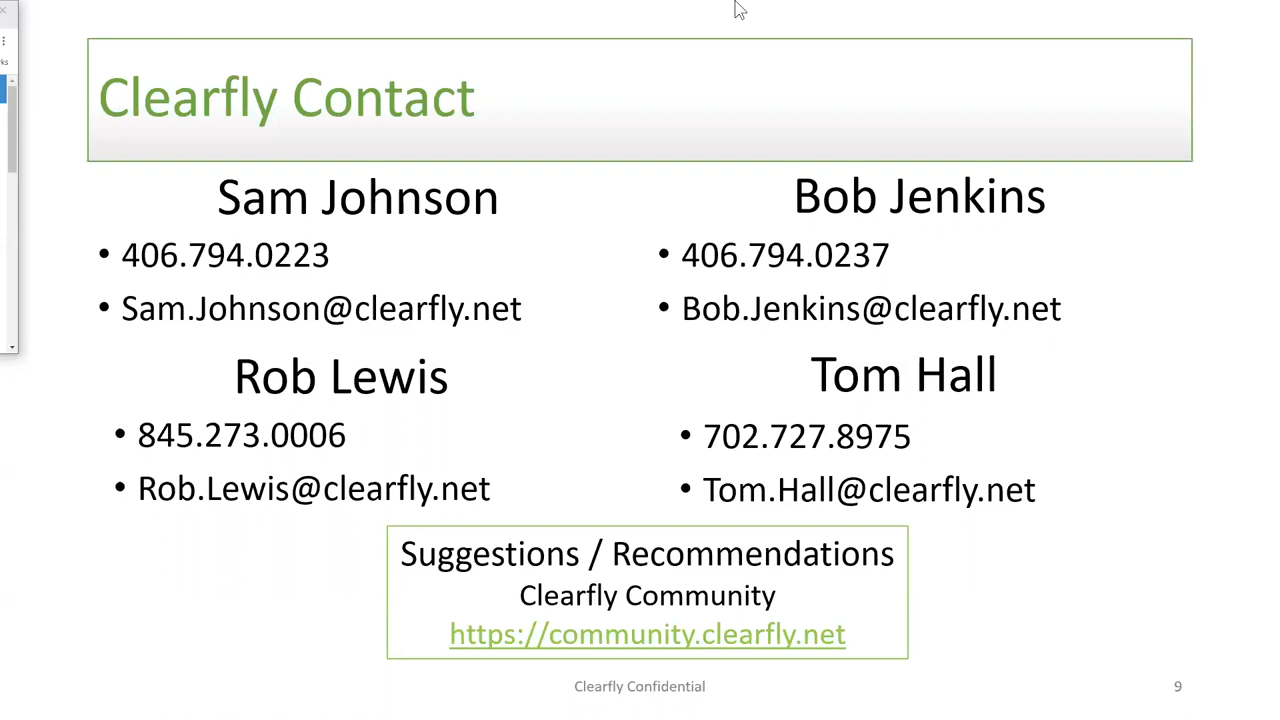 Clearfly Contact
Sam Johnson
• 406.794.0223
• Sam.Johnson@clearfly.net
Bob Jenkins
• 406.794.0237
• Bob.Jenkins@clearfly.net
Rob Lewis
• 845.273.0006
• Rob.Lewis@clearfly.net
Tom Hall
• 702.727.8975
• Tom.Hall@clearfly.net
Suggestions / Recommendations
Clearfly Community
https://community.clearfly.net
Clearfly Confidential
9